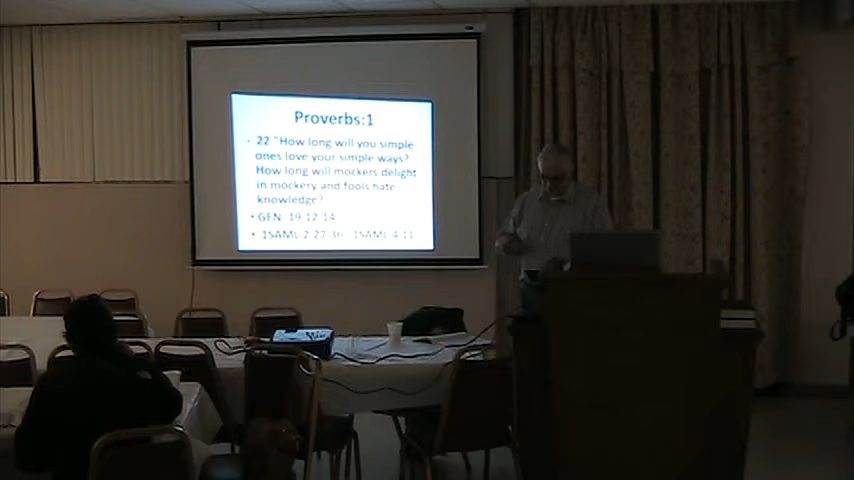 Proverbs:1
• 22 "How long will you simple
ones love your simple ways?
How long will mockers delight
in mockery and fools hate
knowledge?
• GEN. 19:12-14
• 1SAML 2:27-36 1SAML 4:11